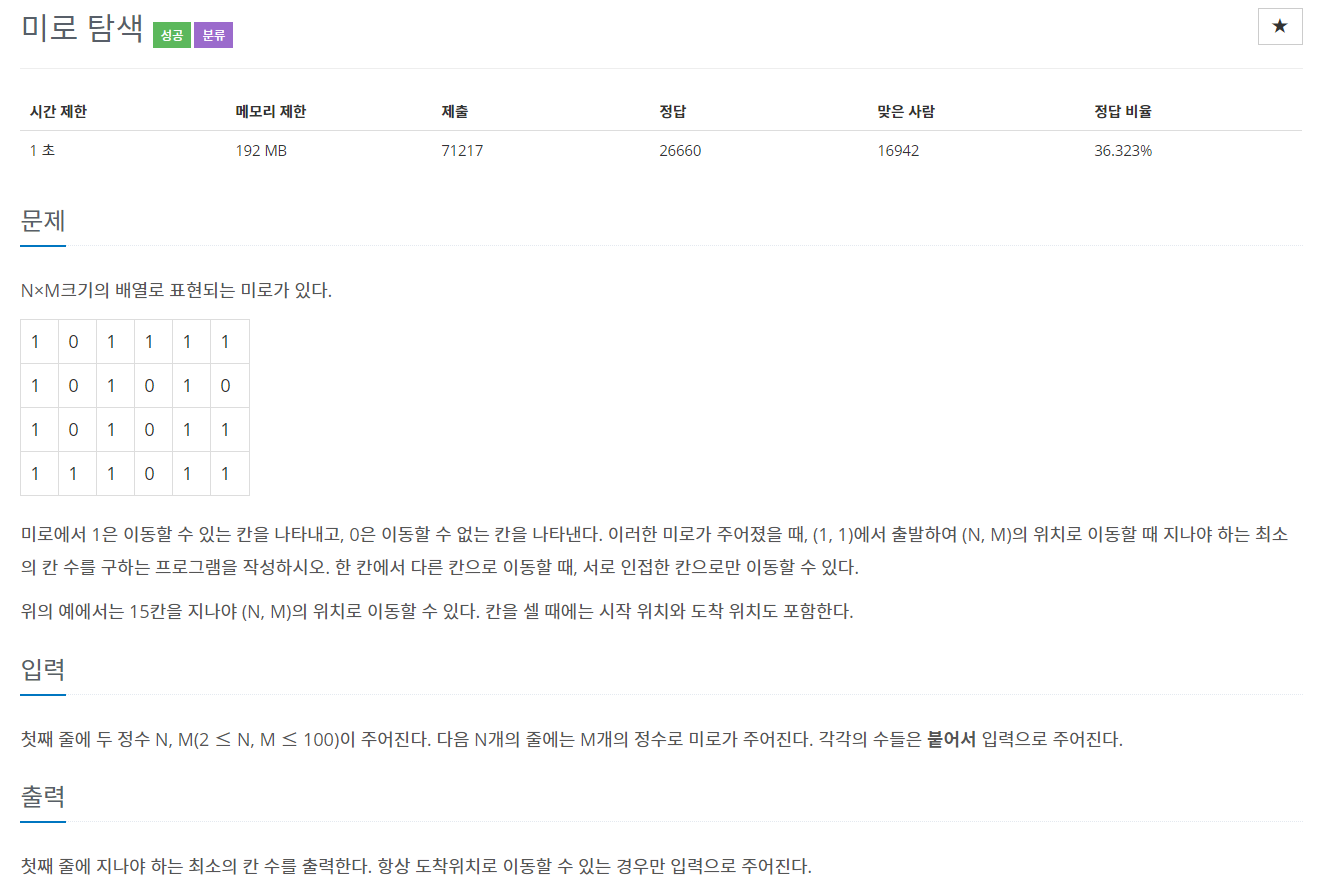 미로 탐색 성공 분류 ★
시간 제한 메모리 제한 제출 정답 맞은 사람 정답 비율
1 초 192 MB 71217 26660 16942 36.323%
문제
N×M크기의 배열로 표현되는 미로가 있다.
1 0 1 1 1 1
1 0 1 0 1 0
1 0 1 0 1 1
1 1 1 0 1 1
미로에서 1은 이동할 수 있는 칸을 나타내고, 0은 이동할 수 없는 칸을 나타낸다. 이러한 미로가 주어졌을 때, (1, 1)에서 출발하여 (N, M)의 위치로 이동할 때 지나야 하는 최소
의 칸 수를 구하는 프로그램을 작성하시오. 한 칸에서 다른 칸으로 이동할 때, 서로 인접한 칸으로만 이동할 수 있다.
위의 예에서는 15칸을 지나야 (N, M)의 위치로 이동할 수 있다. 칸을 셀 때에는 시작 위치와 도착 위치도 포함한다.
입력
첫째 줄에 두 정수 N, M(2 ≤ N, M ≤ 100)이 주어진다. 다음 N개의 줄에는 M개의 정수로 미로가 주어진다. 각각의 수들은 붙어서 입력으로 주어진다.
출력
첫째 줄에 지나야 하는 최소의 칸 수를 출력한다. 항상 도착위치로 이동할 수 있는 경우만 입력으로 주어진다.